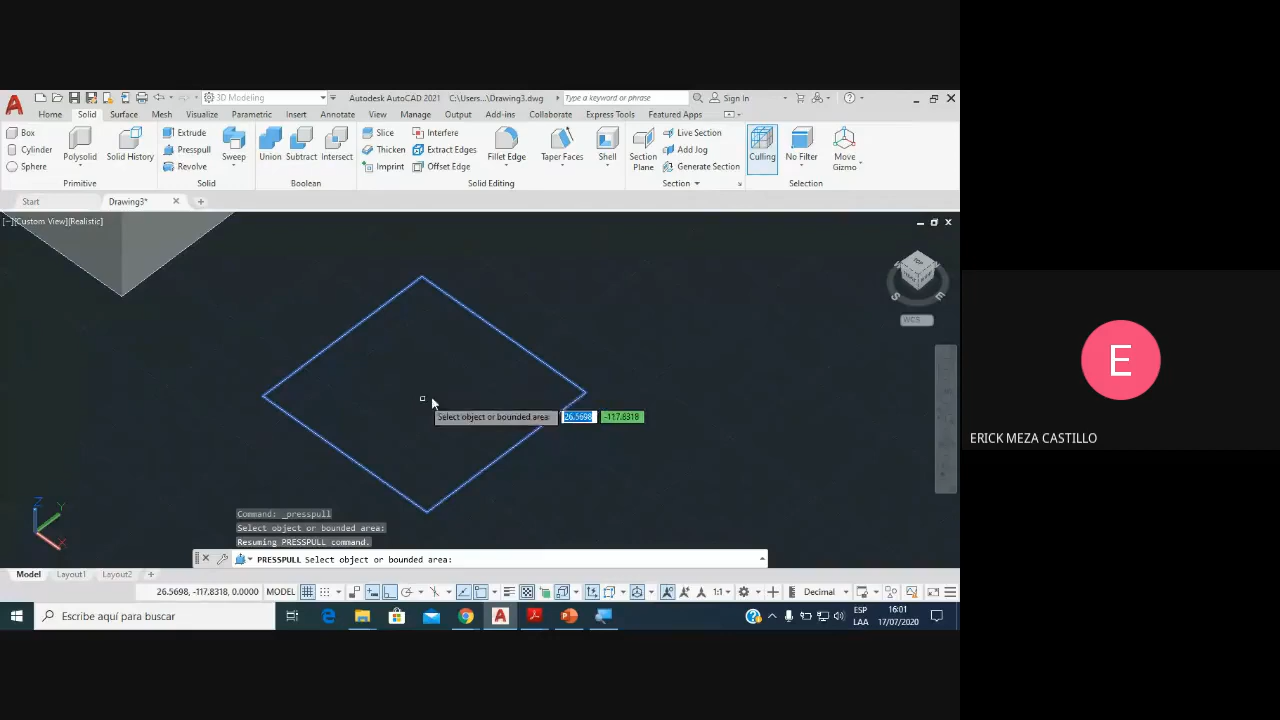 3D Modeling
Autodesk AutoCAD 2021 C:\Users...\Drawing3.dwg
Type a keyword or phrase
Sign In
Home Solid Surface Mesh Visualize Parametric Insert Annotate View Manage Output Add-ins Collaborate Express Tools Featured Apps
Box
Cylinder
Sphere
Polysolid
Solid History
Primitive
Extrude
Presspull
Revolve
Sweep
Solid
Union
Subtract
Intersect
Boolean
Slice
Thicken
Imprint
Interfere
Extract Edges
Offset Edge
Fillet Edge
Taper Faces
Shell
Solid Editing
Section Plane
Live Section
Add Jog
Generate Section
Section
Culling
No Filter
Move Gizmo
Selection
Start
Drawing3*
[−][Custom View][Realistic]
TOP
S
E
WCS
Select object or bounded area:
26.5698
-117.8318
Z
Y
X
Command: _presspull
Select object or bounded area:
Resuming PRESSPULL command.
PRESSPULL Select object or bounded area:
Model Layout1 Layout2
26.5698, -117.8318, 0.0000
MODEL
1:1
Decimal
Escribe aquí para buscar
ESP
LAA
16:01
17/07/2020
E
ERICK MEZA CASTILLO